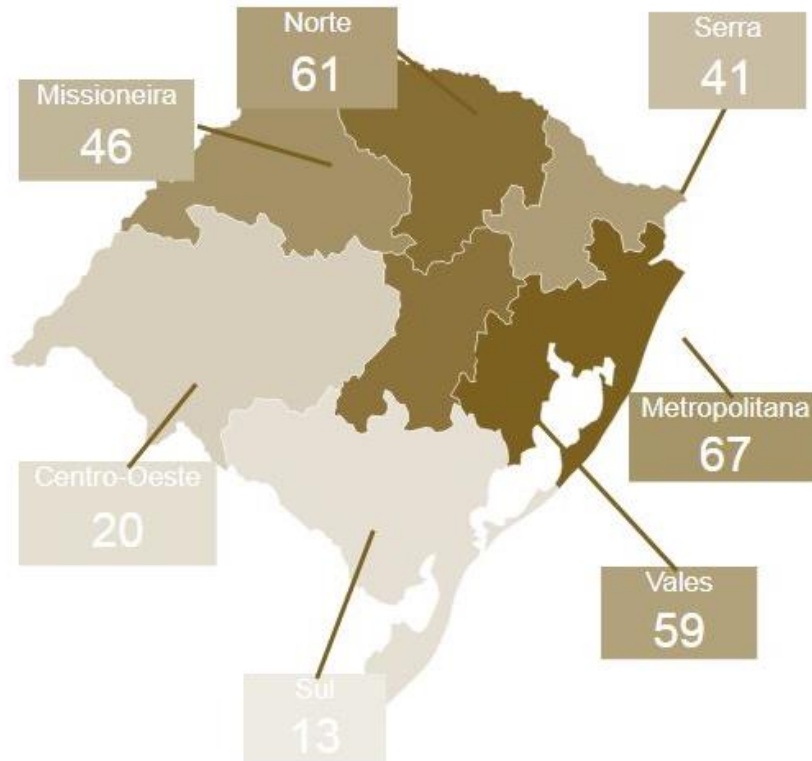 Norte
61
Serra
41
Missioneira
46
Metropolitana
67
Centro-Oeste
20
Vales
59
Sul
13